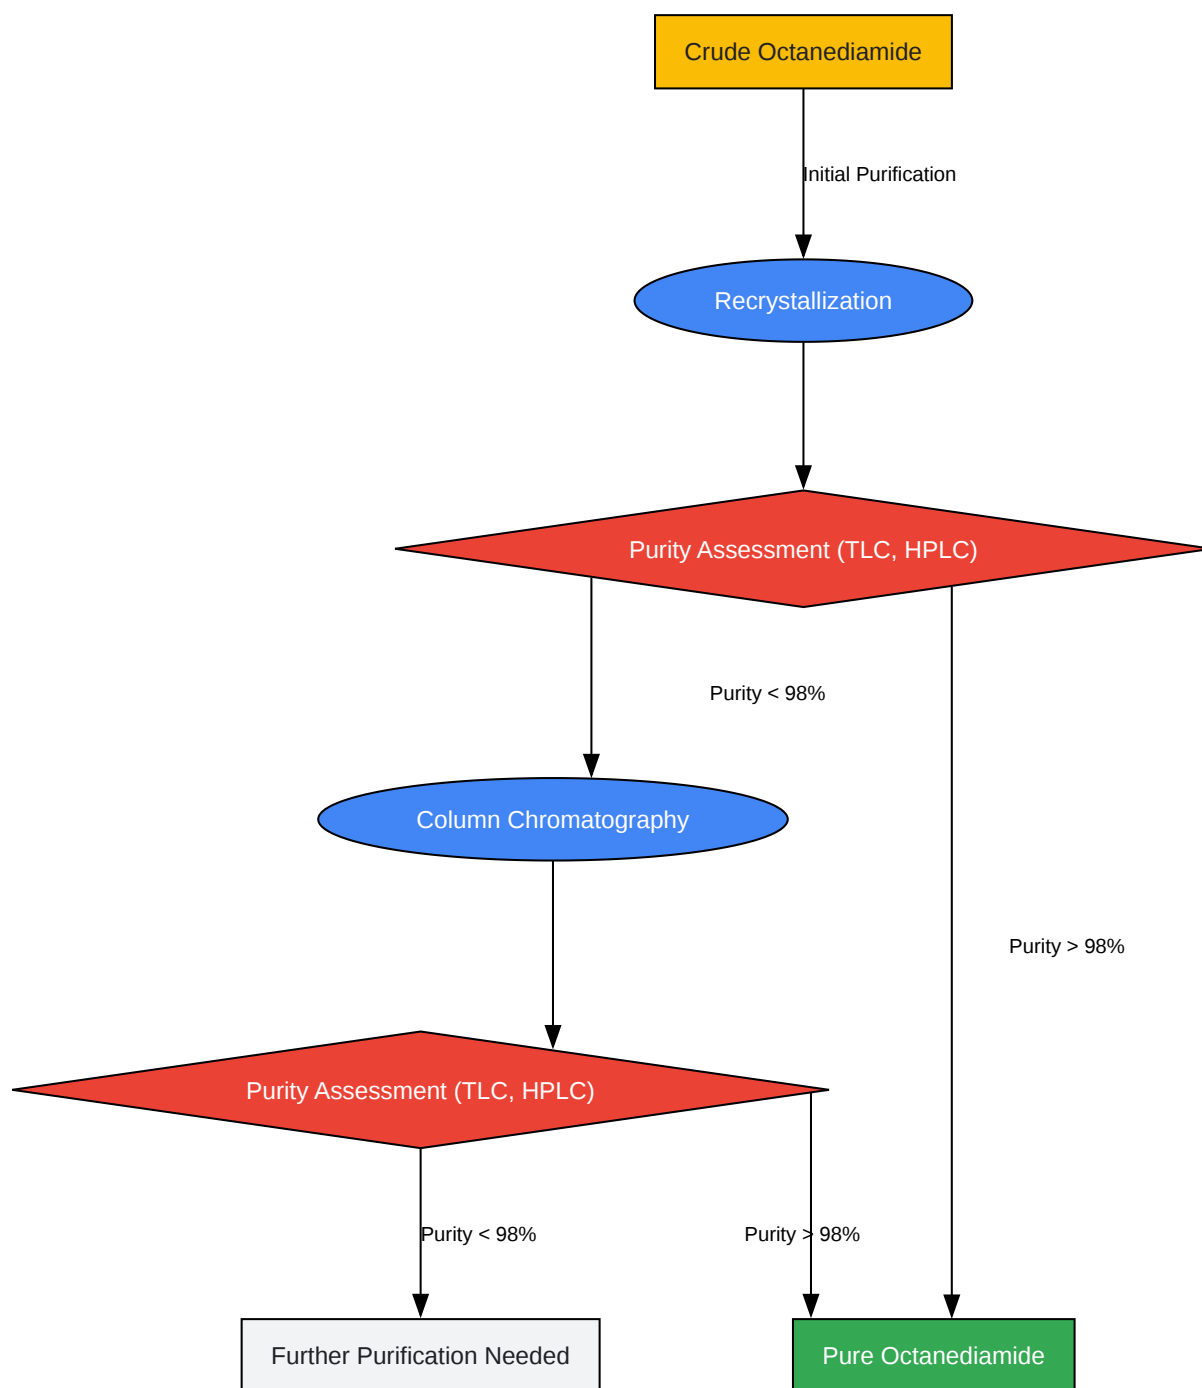 Crude Octanediamide
Initial Purification
Recrystallization
Purity Assessment (TLC, HPLC)
Purity < 98%
Column Chromatography
Purity > 98%
Purity Assessment (TLC, HPLC)
Purity < 98%
Purity > 98%
Further Purification Needed
Pure Octanediamide